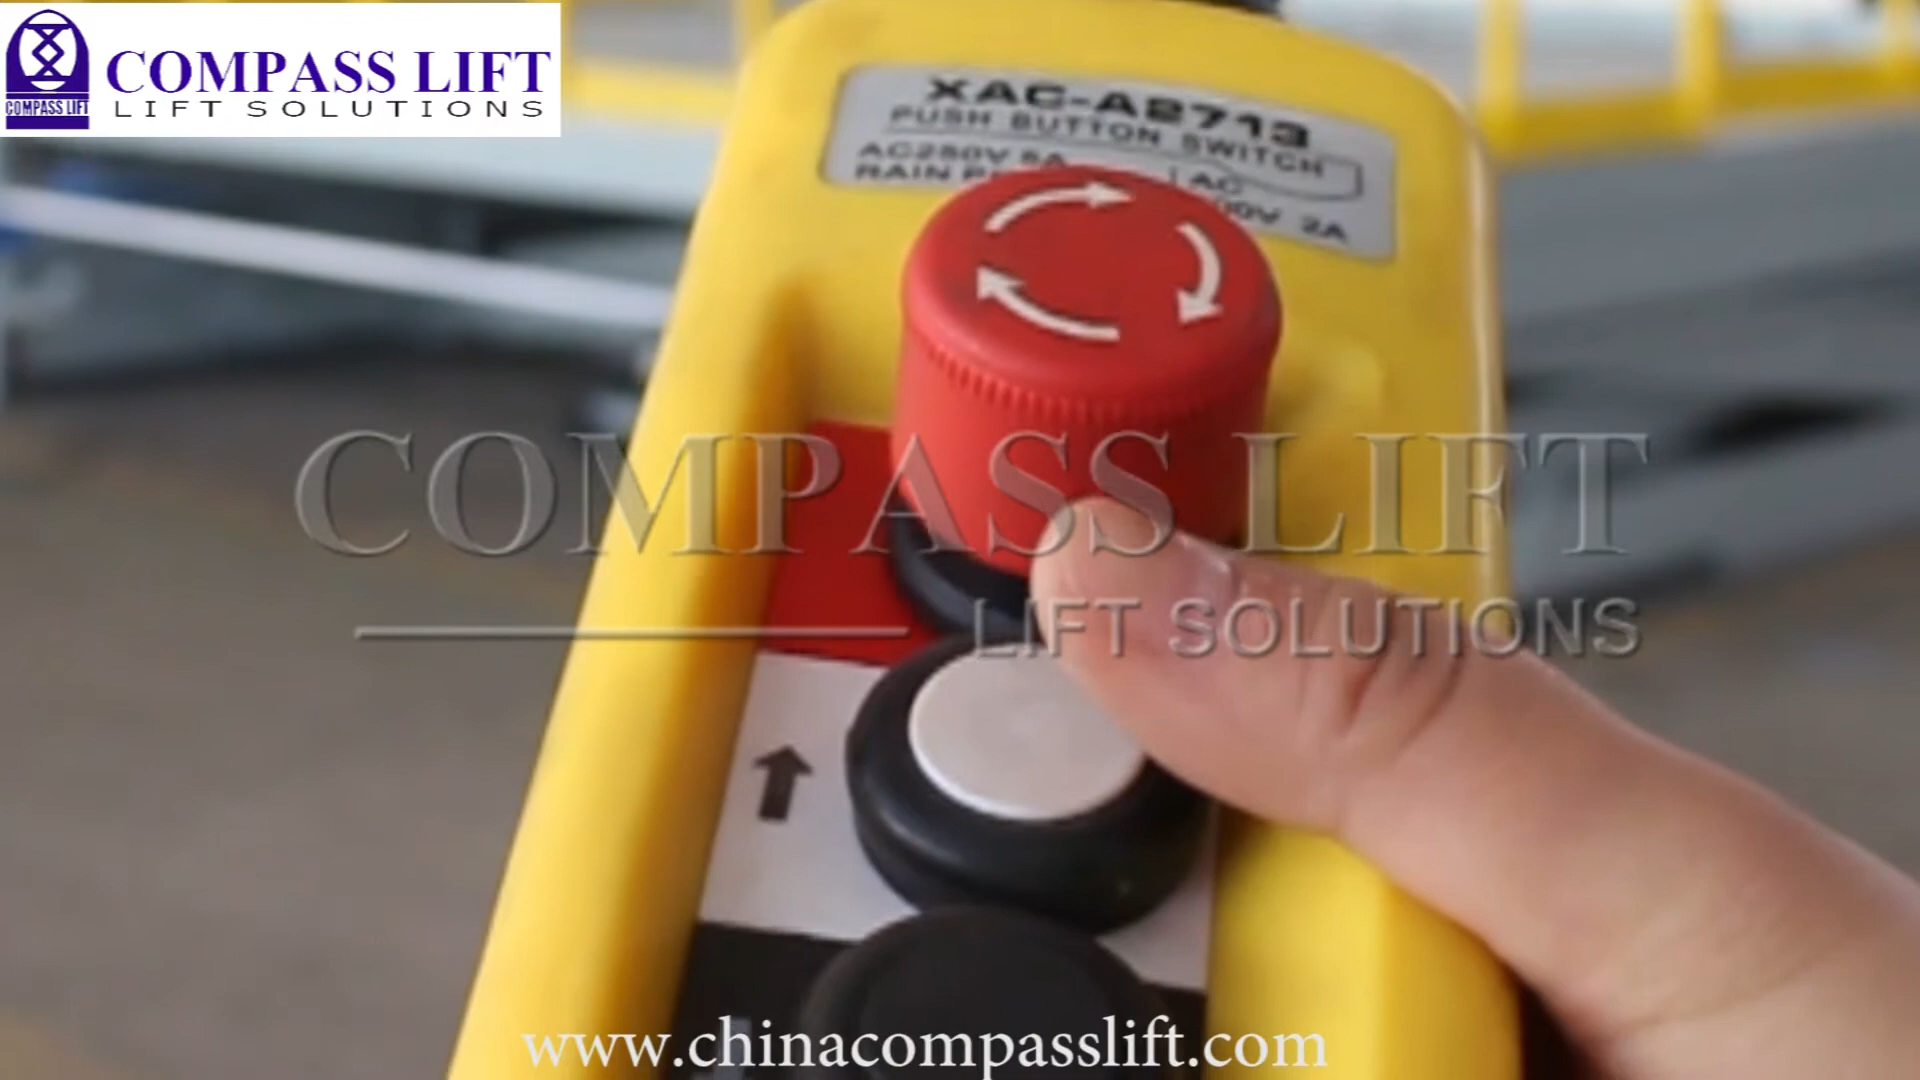 COMPASS LIFT
COMPASS LIFT
LIFT SOLUTIONS
XAC-A2713
PUSH BUTTON SWITCH
AC250V 5A
AC
RAIN
2A
COMPASS LIFT
LIFT SOLUTIONS
www.chinacompasslift.com